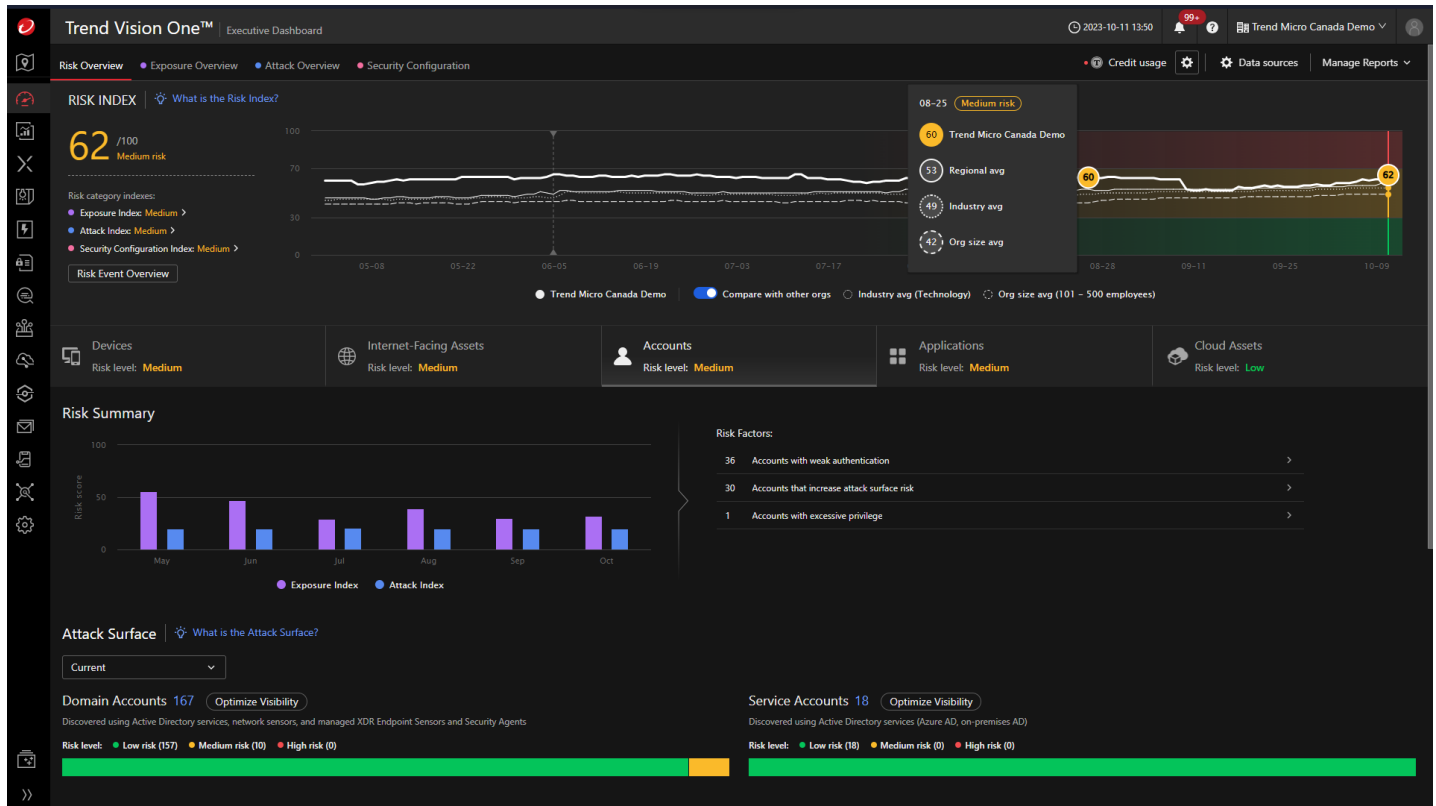 Trend Vision One™ Executive Dashboard
2023-10-11 13:50 99+ ? Trend Micro Canada Demo
Risk Overview Exposure Overview Attack Overview Security Configuration
Credit usage Data sources Manage Reports
RISK INDEX What is the Risk Index?
62 /100
Medium risk
Risk category indexes:
Exposure Index: Medium >
Attack Index: Medium >
Security Configuration Index: Medium >
Risk Event Overview
100
70
30
0
05-08 05-22 06-05 06-19 07-03 07-17 08-28 09-11 09-25 10-09
08-25 Medium risk
60 Trend Micro Canada Demo
53 Regional avg
49 Industry avg
42 Org size avg
60
62
Trend Micro Canada Demo Compare with other orgs Industry avg (Technology) Org size avg (101 - 500 employees)
Devices
Risk level: Medium
Internet-Facing Assets
Risk level: Medium
Accounts
Risk level: Medium
Applications
Risk level: Medium
Cloud Assets
Risk level: Low
Risk Summary
Risk score
100
50
0
May Jun Jul Aug Sep Oct
Exposure Index Attack Index
Risk Factors:
36 Accounts with weak authentication >
30 Accounts that increase attack surface risk >
1 Accounts with excessive privilege >
Attack Surface What is the Attack Surface?
Current
Domain Accounts 167 Optimize Visibility
Discovered using Active Directory services, network sensors, and managed XDR Endpoint Sensors and Security Agents
Risk level: Low risk (157) Medium risk (10) High risk (0)
Service Accounts 18 Optimize Visibility
Discovered using Active Directory services (Azure AD, on-premises AD)
Risk level: Low risk (18) Medium risk (0) High risk (0)